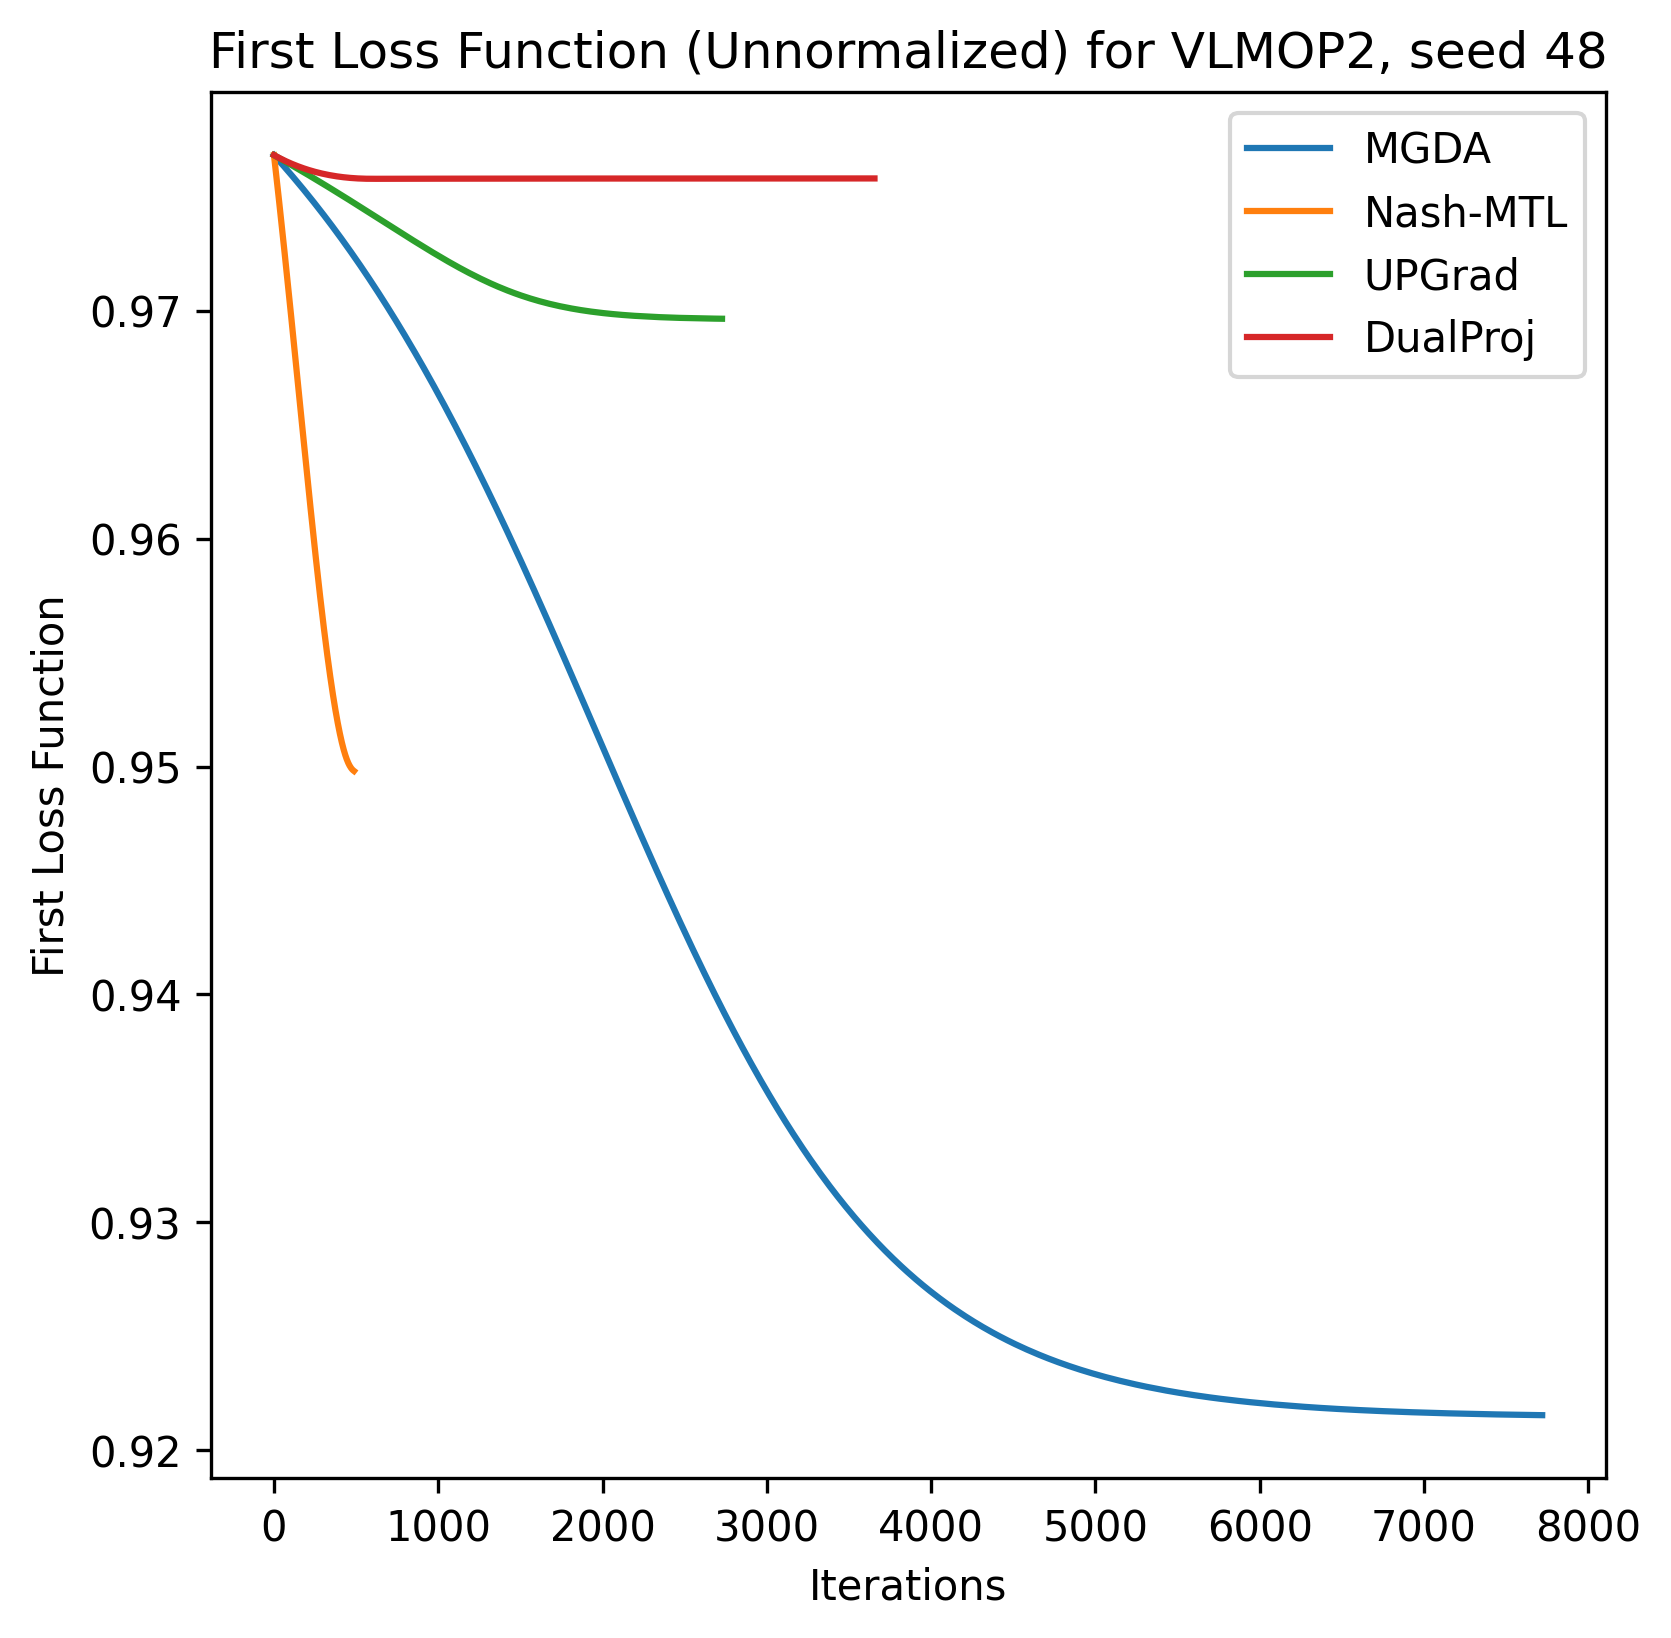 First Loss Function (Unnormalized) for VLMOP2, seed 48
MGDA
Nash-MTL
UPGrad
DualProj
First Loss Function
0.97
0.96
0.95
0.94
0.93
0.92
0 1000 2000 3000 4000 5000 6000 7000 8000
Iterations